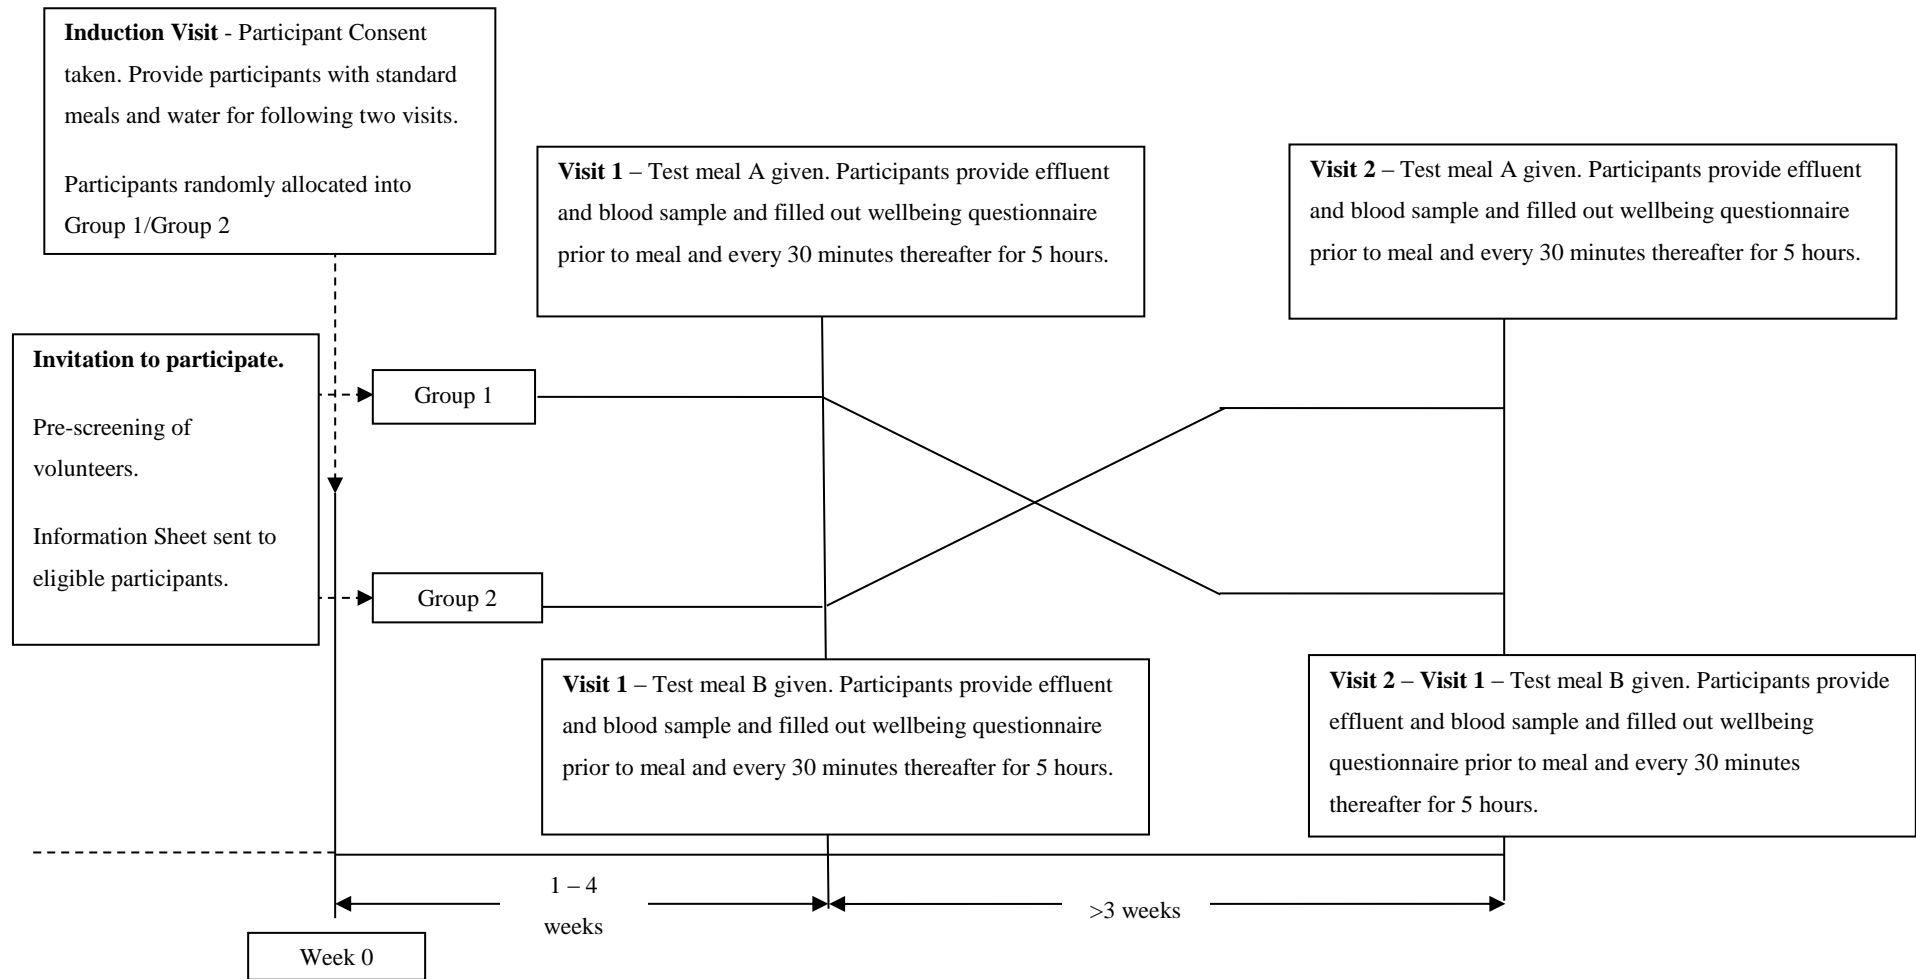 Induction Visit - Participant Consent
taken. Provide participants with standard
meals and water for following two visits.
Participants randomly allocated into
Group 1/Group 2
Visit 1 – Test meal A given. Participants provide effluent
and blood sample and filled out wellbeing questionnaire
prior to meal and every 30 minutes thereafter for 5 hours.
Visit 2 – Test meal A given. Participants provide effluent
and blood sample and filled out wellbeing questionnaire
prior to meal and every 30 minutes thereafter for 5 hours.
Invitation to participate.
Pre-screening of
volunteers.
Information Sheet sent to
eligible participants.
Group 1
Group 2
Visit 1 – Test meal B given. Participants provide effluent
and blood sample and filled out wellbeing questionnaire
prior to meal and every 30 minutes thereafter for 5 hours.
Visit 2 – Visit 1 – Test meal B given. Participants provide
effluent and blood sample and filled out wellbeing
questionnaire prior to meal and every 30 minutes
thereafter for 5 hours.
1 – 4
weeks
>3 weeks
Week 0